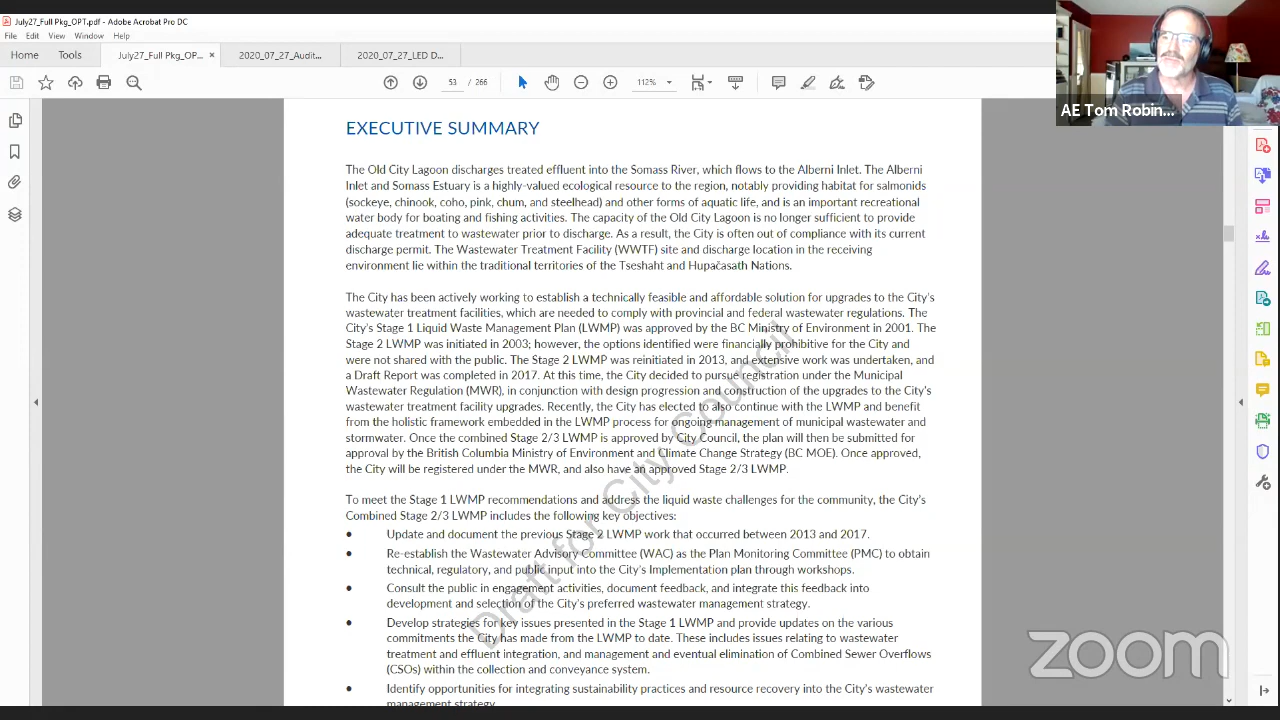 July27_Full Pkg_OPT.pdf - Adobe Acrobat Pro DC
File Edit View Window Help
Home Tools July27_Full Pkg_OP... × 2020_07_27_Audit... 2020_07_27_LED D...
53 / 266 112%
AE Tom Robin...
EXECUTIVE SUMMARY
The Old City Lagoon discharges treated effluent into the Somass River, which flows to the Alberni Inlet. The Alberni
Inlet and Somass Estuary is a highly-valued ecological resource to the region, notably providing habitat for salmonids
(sockeye, chinook, coho, pink, chum, and steelhead) and other forms of aquatic life, and is an important recreational
water body for boating and fishing activities. The capacity of the Old City Lagoon is no longer sufficient to provide
adequate treatment to wastewater prior to discharge. As a result, the City is often out of compliance with its current
discharge permit. The Wastewater Treatment Facility (WWTF) site and discharge location in the receiving
environment lie within the traditional territories of the Tseshaht and Hupačasath Nations.
The City has been actively working to establish a technically feasible and affordable solution for upgrades to the City's
wastewater treatment facilities, which are needed to comply with provincial and federal wastewater regulations. The
City's Stage 1 Liquid Waste Management Plan (LWMP) was approved by the BC Ministry of Environment in 2001. The
Stage 2 LWMP was initiated in 2003; however, the options identified were financially prohibitive for the City and
were not shared with the public. The Stage 2 LWMP was reinitiated in 2013, and extensive work was undertaken, and
a Draft Report was completed in 2017. At this time, the City decided to pursue registration under the Municipal
Wastewater Regulation (MWR), in conjunction with design progression and construction of the upgrades to the City's
wastewater treatment facility upgrades. Recently, the City has elected to also continue with the LWMP and benefit
from the holistic framework embedded in the LWMP process for ongoing management of municipal wastewater and
stormwater. Once the combined Stage 2/3 LWMP is approved by City Council, the plan will then be submitted for
approval by the British Columbia Ministry of Environment and Climate Change Strategy (BC MOE). Once approved,
the City will be registered under the MWR, and also have an approved Stage 2/3 LWMP.
To meet the Stage 1 LWMP recommendations and address the liquid waste challenges for the community, the City's
Combined Stage 2/3 LWMP includes the following key objectives:
• Update and document the previous Stage 2 LWMP work that occurred between 2013 and 2017.
• Re-establish the Wastewater Advisory Committee (WAC) as the Plan Monitoring Committee (PMC) to obtain
technical, regulatory, and public input into the City's Implementation plan through workshops.
• Consult the public in engagement activities, document feedback, and integrate this feedback into
development and selection of the City's preferred wastewater management strategy.
• Develop strategies for key issues presented in the Stage 1 LWMP and provide updates on the various
commitments the City has made from the LWMP to date. These includes issues relating to wastewater
treatment and effluent integration, and management and eventual elimination of Combined Sewer Overflows
(CSOs) within the collection and conveyance system.
• Identify opportunities for integrating sustainability practices and resource recovery into the City's wastewater
management strategy.
Draft for City Council
zoom